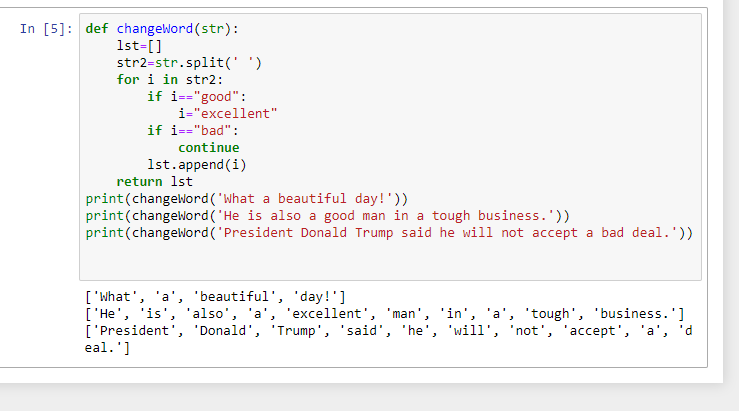 In [5]: def changeWord(str):
    lst=[]
    str2=str.split(' ')
    for i in str2:
        if i=="good":
            i="excellent"
        if i=="bad":
            continue
        lst.append(i)
    return lst
print(changeWord('What a beautiful day!'))
print(changeWord('He is also a good man in a tough business.'))
print(changeWord('President Donald Trump said he will not accept a bad deal.'))
['What', 'a', 'beautiful', 'day!']
['He', 'is', 'also', 'a', 'excellent', 'man', 'in', 'a', 'tough', 'business.']
['President', 'Donald', 'Trump', 'said', 'he', 'will', 'not', 'accept', 'a', 'd
eal.']